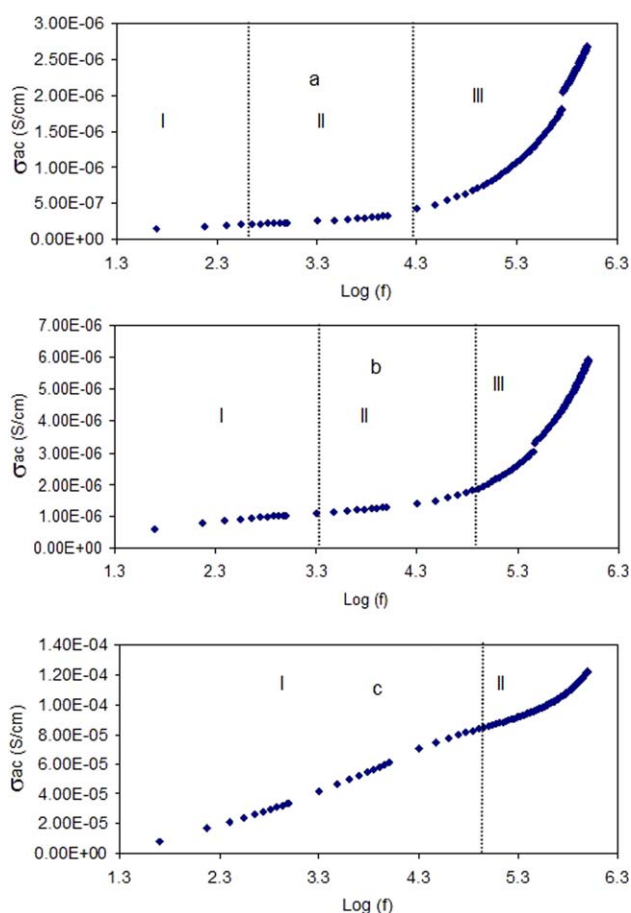 3.00E-06
2.50E-06
2.00E-06
1.50E-06
1.00E-06
5.00E-07
0.00E+00
σac (S/cm)
a
I
II
III
1.3 2.3 3.3 4.3 5.3 6.3
Log (f)
7.00E-06
6.00E-06
5.00E-06
4.00E-06
3.00E-06
2.00E-06
1.00E-06
0.00E+00
σac (S/cm)
b
I
II
III
1.3 2.3 3.3 4.3 5.3 6.3
Log (f)
1.40E-04
1.20E-04
1.00E-04
8.00E-05
6.00E-05
4.00E-05
2.00E-05
0.00E+00
σac (S/cm)
I
c
II
1.3 2.3 3.3 4.3 5.3 6.3
Log (f)